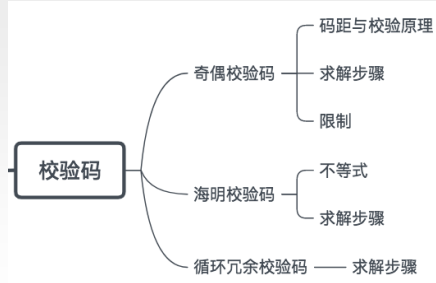 校验码
奇偶校验码
码距与校验原理
求解步骤
限制
海明校验码
不等式
求解步骤
循环冗余校验码
求解步骤